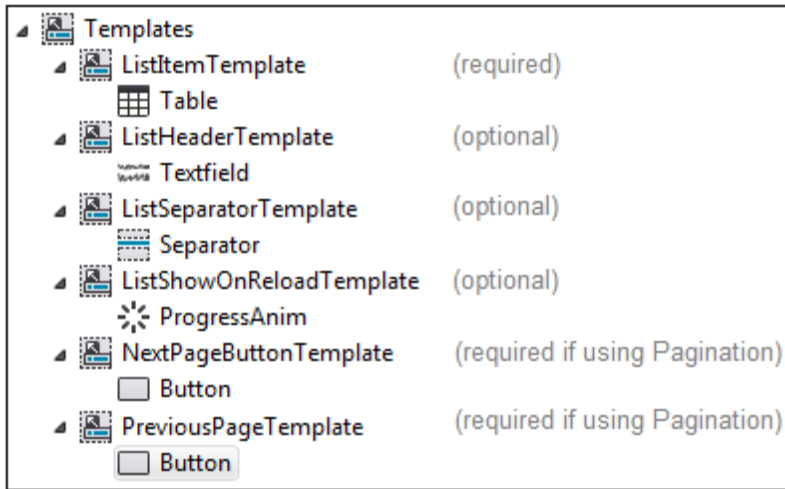 Templates
ListItemTemplate (required)
Table
ListHeaderTemplate (optional)
Textfield
ListSeparatorTemplate (optional)
Separator
ListShowOnReloadTemplate (optional)
ProgressAnim
NextPageButtonTemplate (required if using Pagination)
Button
PreviousPageTemplate (required if using Pagination)
Button